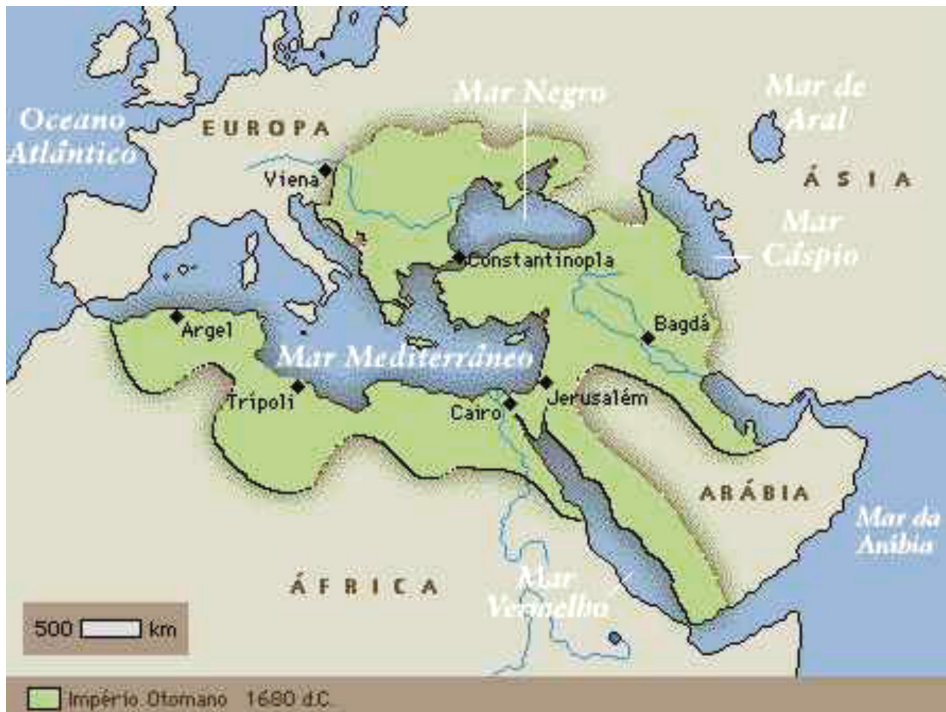 Mar Negro
Mar de
Aral
Oceano
Atlântico
EUROPA
ÁSIA
Viena
Mar
Cáspio
Constantinopla
Argel
Bagdá
Mar Mediterrâneo
Trípoli
Cairo
Jerusalém
ARÁBIA
Mar da
Arábia
ÁFRICA
Mar
Vermelho
500 km
Império Otomano 1680 d.C.